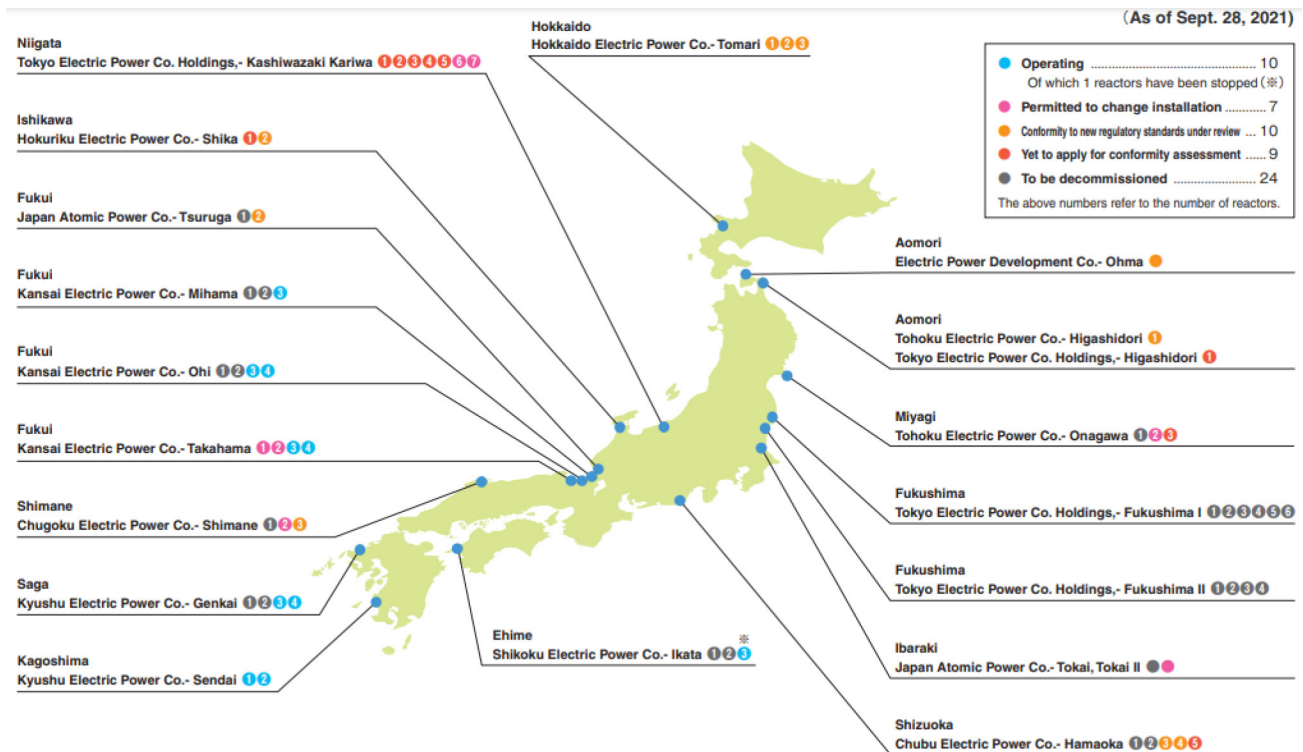 (As of Sept. 28, 2021)
Operating ................................................ 10
Of which 1 reactors have been stopped (※)
Permitted to change installation ............ 7
Conformity to new regulatory standards under review ... 10
Yet to apply for conformity assessment ...... 9
To be decommissioned ........................ 24
The above numbers refer to the number of reactors.
Niigata
Tokyo Electric Power Co. Holdings,- Kashiwazaki Kariwa 1 2 3 4 5 6 7
Ishikawa
Hokuriku Electric Power Co.- Shika 1 2
Fukui
Japan Atomic Power Co.- Tsuruga 1 2
Fukui
Kansai Electric Power Co.- Mihama 1 2 3
Fukui
Kansai Electric Power Co.- Ohi 1 2 3 4
Fukui
Kansai Electric Power Co.- Takahama 1 2 3 4
Shimane
Chugoku Electric Power Co.- Shimane 1 2 3
Saga
Kyushu Electric Power Co.- Genkai 1 2 3 4
Kagoshima
Kyushu Electric Power Co.- Sendai 1 2
Hokkaido
Hokkaido Electric Power Co.- Tomari 1 2 3
Ehime ※
Shikoku Electric Power Co.- Ikata 1 2 3
Aomori
Electric Power Development Co.- Ohma
Aomori
Tohoku Electric Power Co.- Higashidori 1
Tokyo Electric Power Co. Holdings,- Higashidori 1
Miyagi
Tohoku Electric Power Co.- Onagawa 1 2 3
Fukushima
Tokyo Electric Power Co. Holdings,- Fukushima I 1 2 3 4 5 6
Fukushima
Tokyo Electric Power Co. Holdings,- Fukushima II 1 2 3 4
Ibaraki
Japan Atomic Power Co.- Tokai, Tokai II
Shizuoka
Chubu Electric Power Co.- Hamaoka 1 2 3 4 5